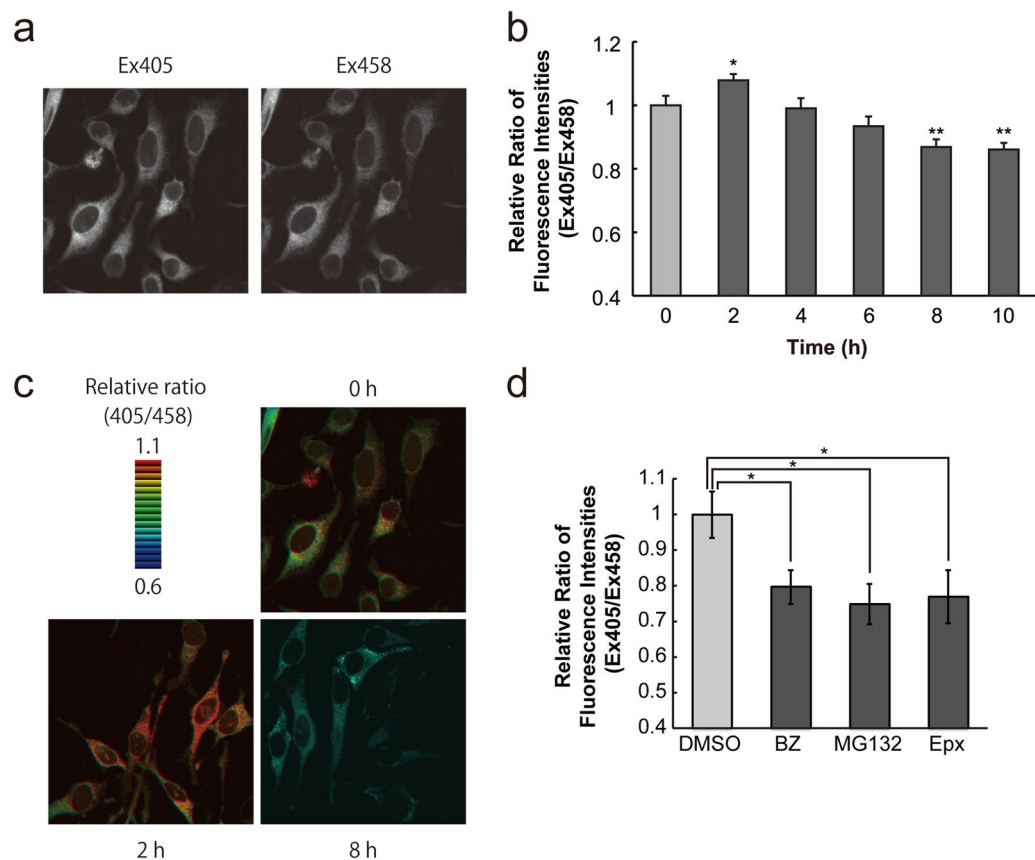 a
Ex405
Ex458
b
Relative Ratio of
Fluorescence Intensities
(Ex405/Ex458)
1.2
1
0.8
0.6
0.4
*
**
**
0 2 4 6 8 10
Time (h)
c
Relative ratio
(405/458)
1.1
0.6
0 h
2 h
8 h
d
Relative Ratio of
Fluorescence Intensities
(Ex405/Ex458)
1.1
1
0.9
0.8
0.7
0.6
0.5
0.4
*
*
*
DMSO BZ MG132 Epx